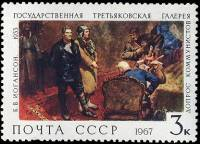 ГОСУДАРСТВЕННАЯ ТРЕТЬЯКОВСКАЯ ГАЛЕРЕЯ
Б. В. ИОГАНСОН 1933
ДОПРОС КОММУНИСТОВ
ПОЧТА СССР 1967 3к